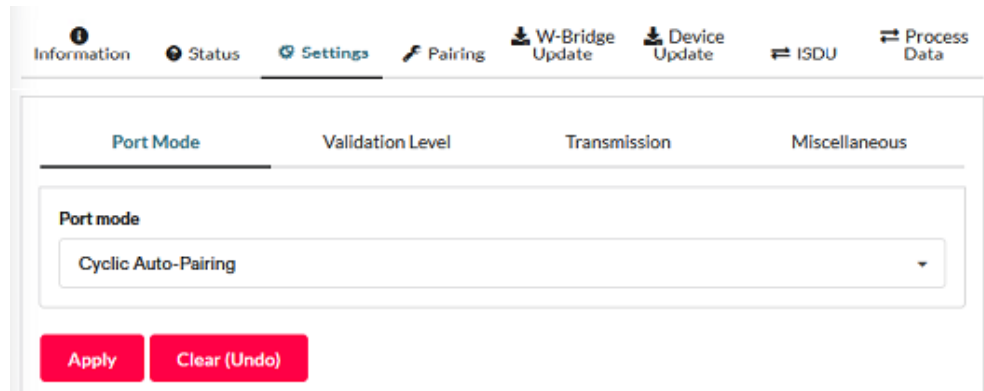 Information
Status
Settings
Pairing
W-Bridge
Update
Device
Update
ISDU
Process
Data
Port Mode
Validation Level
Transmission
Miscellaneous
Port mode
Cyclic Auto-Pairing
Apply
Clear (Undo)